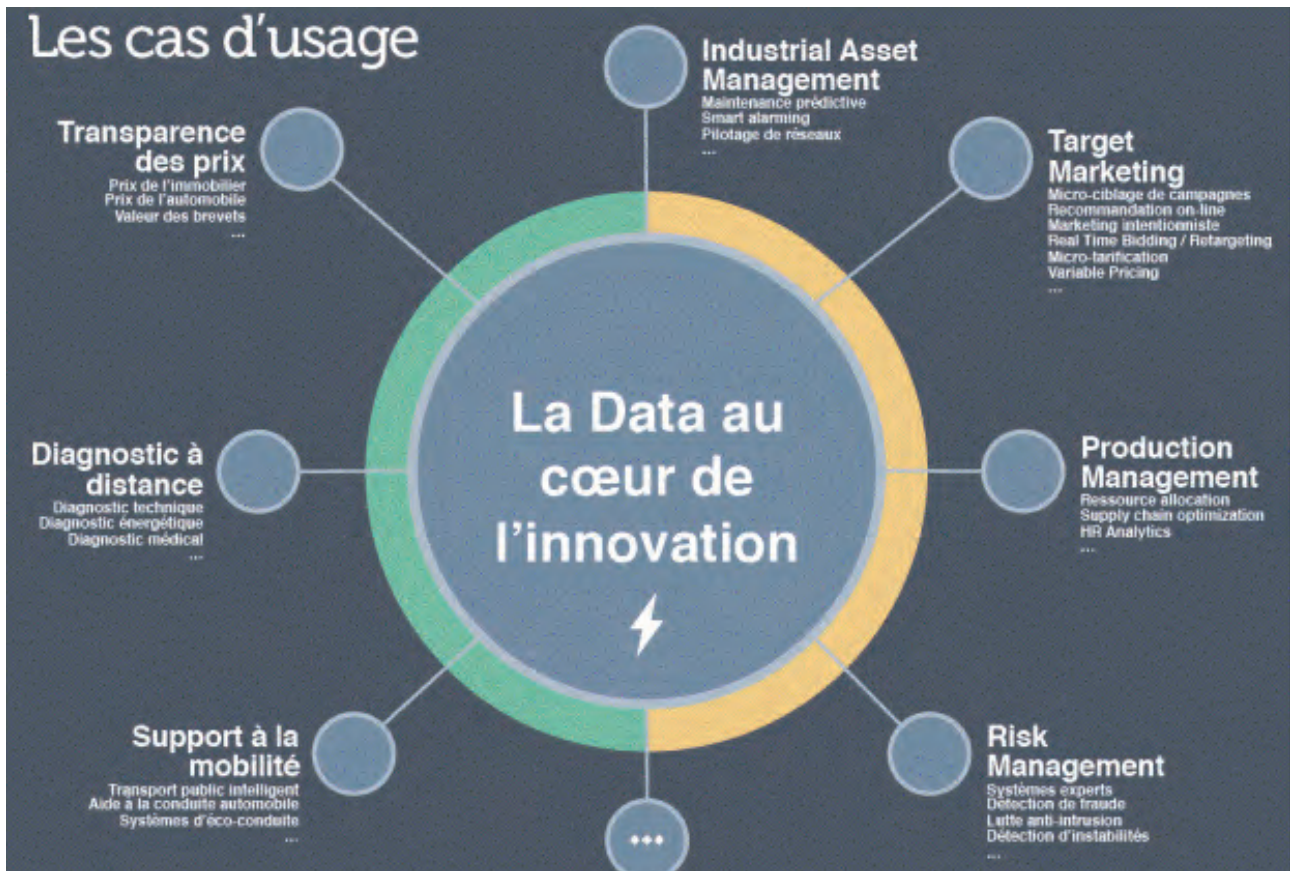 Les cas d'usage
Industrial Asset
Management
Maintenance prédictive
Smart alarming
Pilotage de réseaux
...
Transparence
des prix
Prix de l'immobilier
Prix de l'automobile
Valeur des brevets
...
Target
Marketing
Micro-ciblage de campagnes
Recommandation on-line
Marketing intentionniste
Real Time Bidding / Retargeting
Micro-tarification
Variable Pricing
...
La Data au
cœur de
l'innovation
Diagnostic à
distance
Diagnostic technique
Diagnostic énergétique
Diagnostic médical
...
Production
Management
Ressource allocation
Supply chain optimization
HR Analytics
...
Support à la
mobilité
Transport public intelligent
Aide à la conduite automobile
Systèmes d'éco-conduite
...
Risk
Management
Systèmes experts
Détection de fraude
Lutte anti-intrusion
Détection d'instabilités
...
...